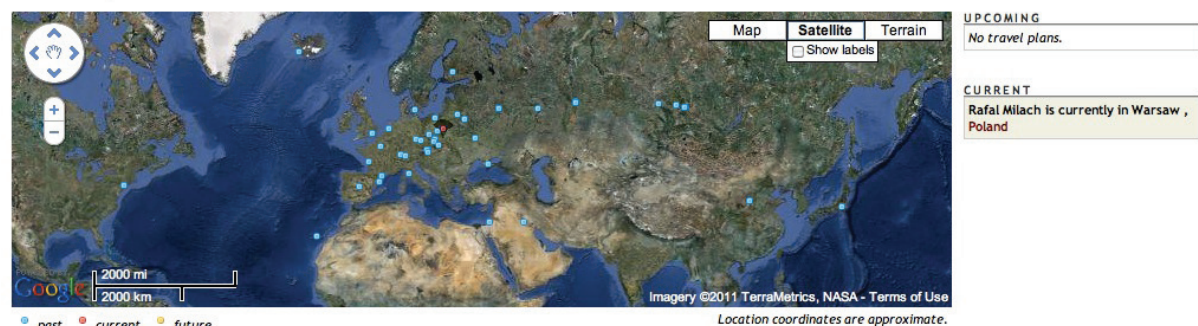 Map
Satellite
Terrain
Show labels
2000 mi
2000 km
Google
Imagery ©2011 TerraMetrics, NASA - Terms of Use
past current future
Location coordinates are approximate.
UPCOMING
No travel plans.
CURRENT
Rafal Milach is currently in Warsaw ,
Poland